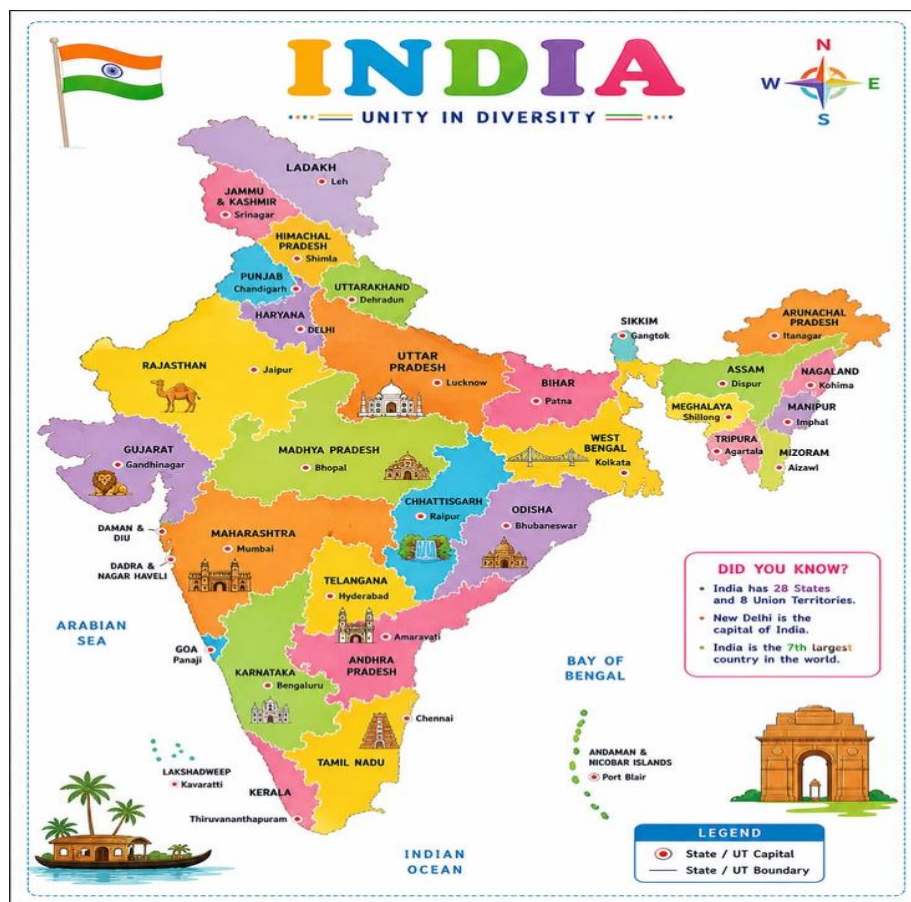 INDIA
UNITY IN DIVERSITY
N
W
E
S
LADAKH
Leh
JAMMU
& KASHMIR
Srinagar
HIMACHAL
PRADESH
Shimla
PUNJAB
Chandigarh
UTTARAKHAND
Dehradun
HARYANA
DELHI
RAJASTHAN
Jaipur
UTTAR
PRADESH
Lucknow
BIHAR
Patna
SIKKIM
Gangtok
ARUNACHAL
PRADESH
Itanagar
ASSAM
Dispur
NAGALAND
Kohima
MEGHALAYA
Shillong
MANIPUR
Imphal
TRIPURA
Agartala
MIZORAM
Aizawl
GUJARAT
Gandhinagar
MADHYA PRADESH
Bhopal
WEST
BENGAL
Kolkata
CHHATTISGARH
Raipur
ODISHA
Bhubaneswar
DAMAN &
DIU
DADRA &
NAGAR HAVELI
MAHARASHTRA
Mumbai
TELANGANA
Hyderabad
ARABIAN
SEA
GOA
Panaji
KARNATAKA
Bengaluru
Amaravati
ANDHRA
PRADESH
BAY OF
BENGAL
DID YOU KNOW?
• India has 28 States
and 8 Union Territories.
• New Delhi is the
capital of India.
• India is the 7th largest
country in the world.
Chennai
TAMIL NADU
LAKSHADWEEP
Kavaratti
KERALA
Thiruvananthapuram
ANDAMAN &
NICOBAR ISLANDS
Port Blair
INDIAN
OCEAN
LEGEND
State / UT Capital
State / UT Boundary